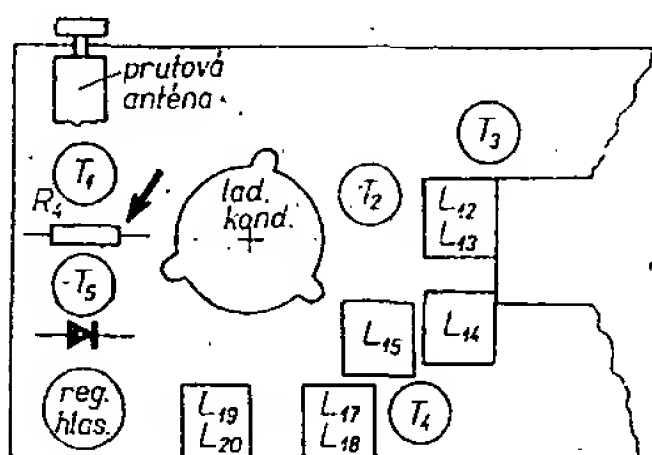 prutová
anténa
T₁
R₄
T₅
lad.
kond.
T₂
T₃
L₁₂
L₁₃
L₁₄
L₁₅
reg.
hlas.
L₁₉
L₂₀
L₁₇
L₁₈
T₄